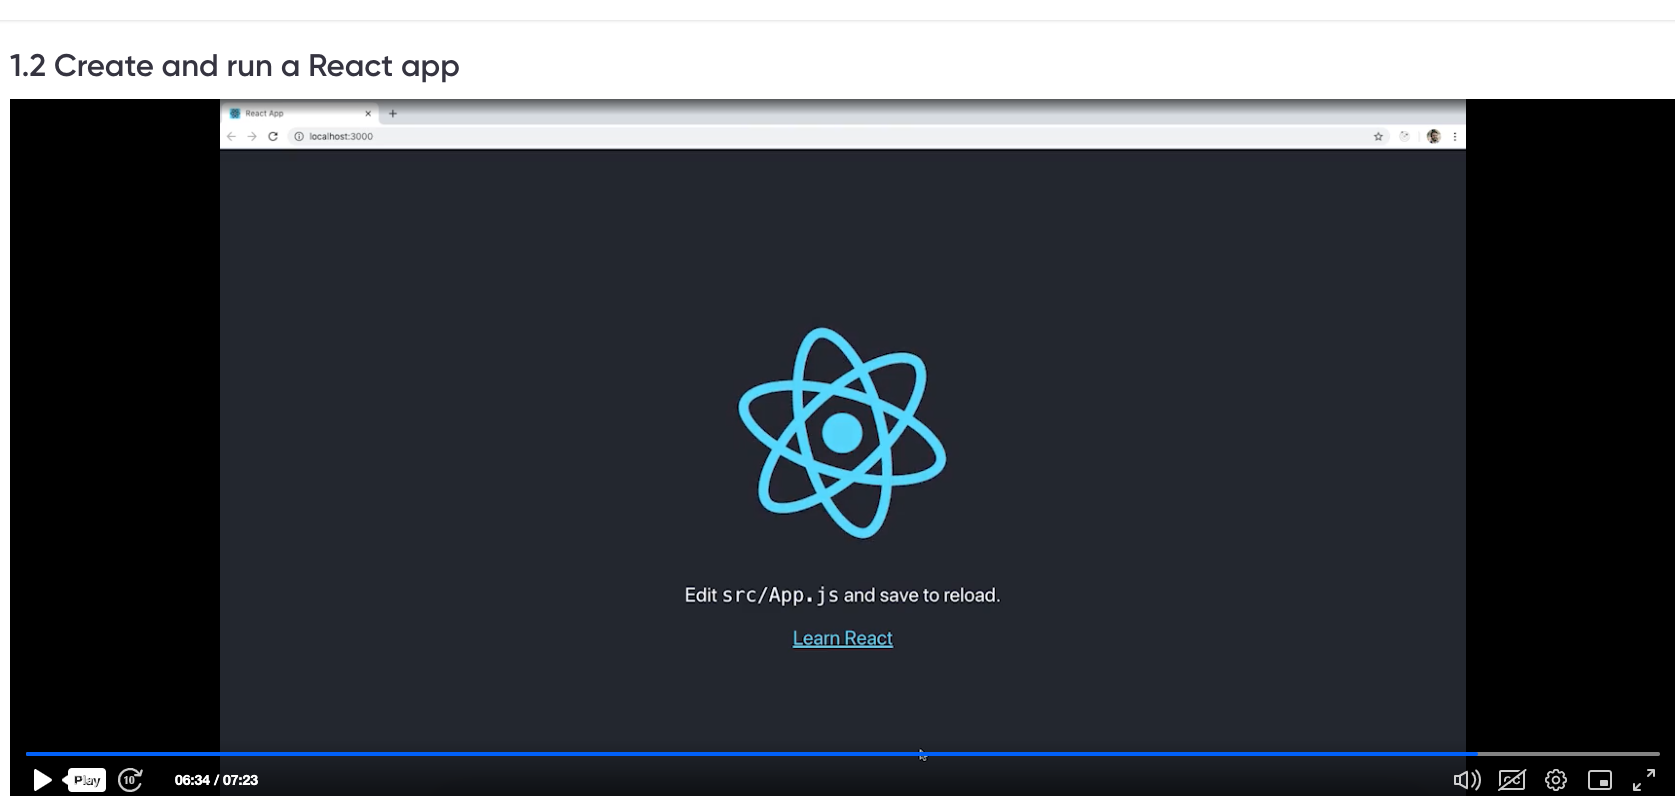 1.2 Create and run a React app
React App
localhost:3000
Edit src/App.js and save to reload.
Learn React
Play
10
06:34 / 07:23
CC